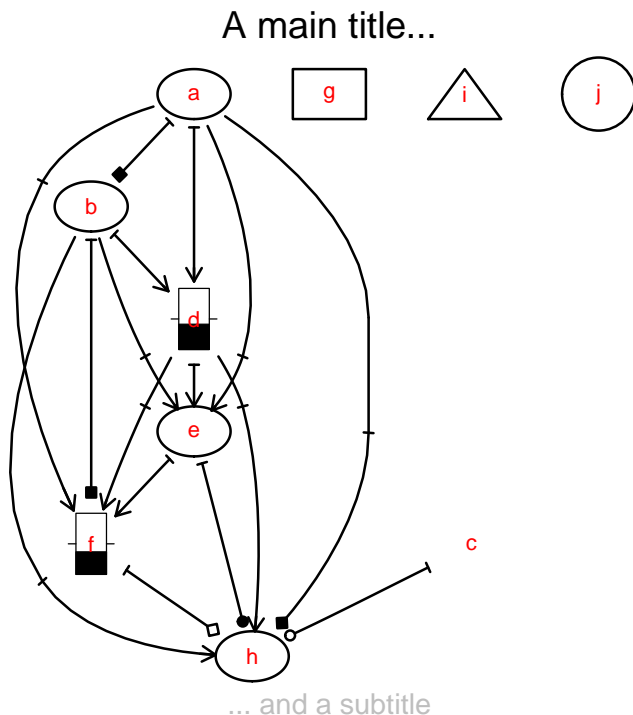 A main title...
a g i j
b
d
e
f c
h
... and a subtitle